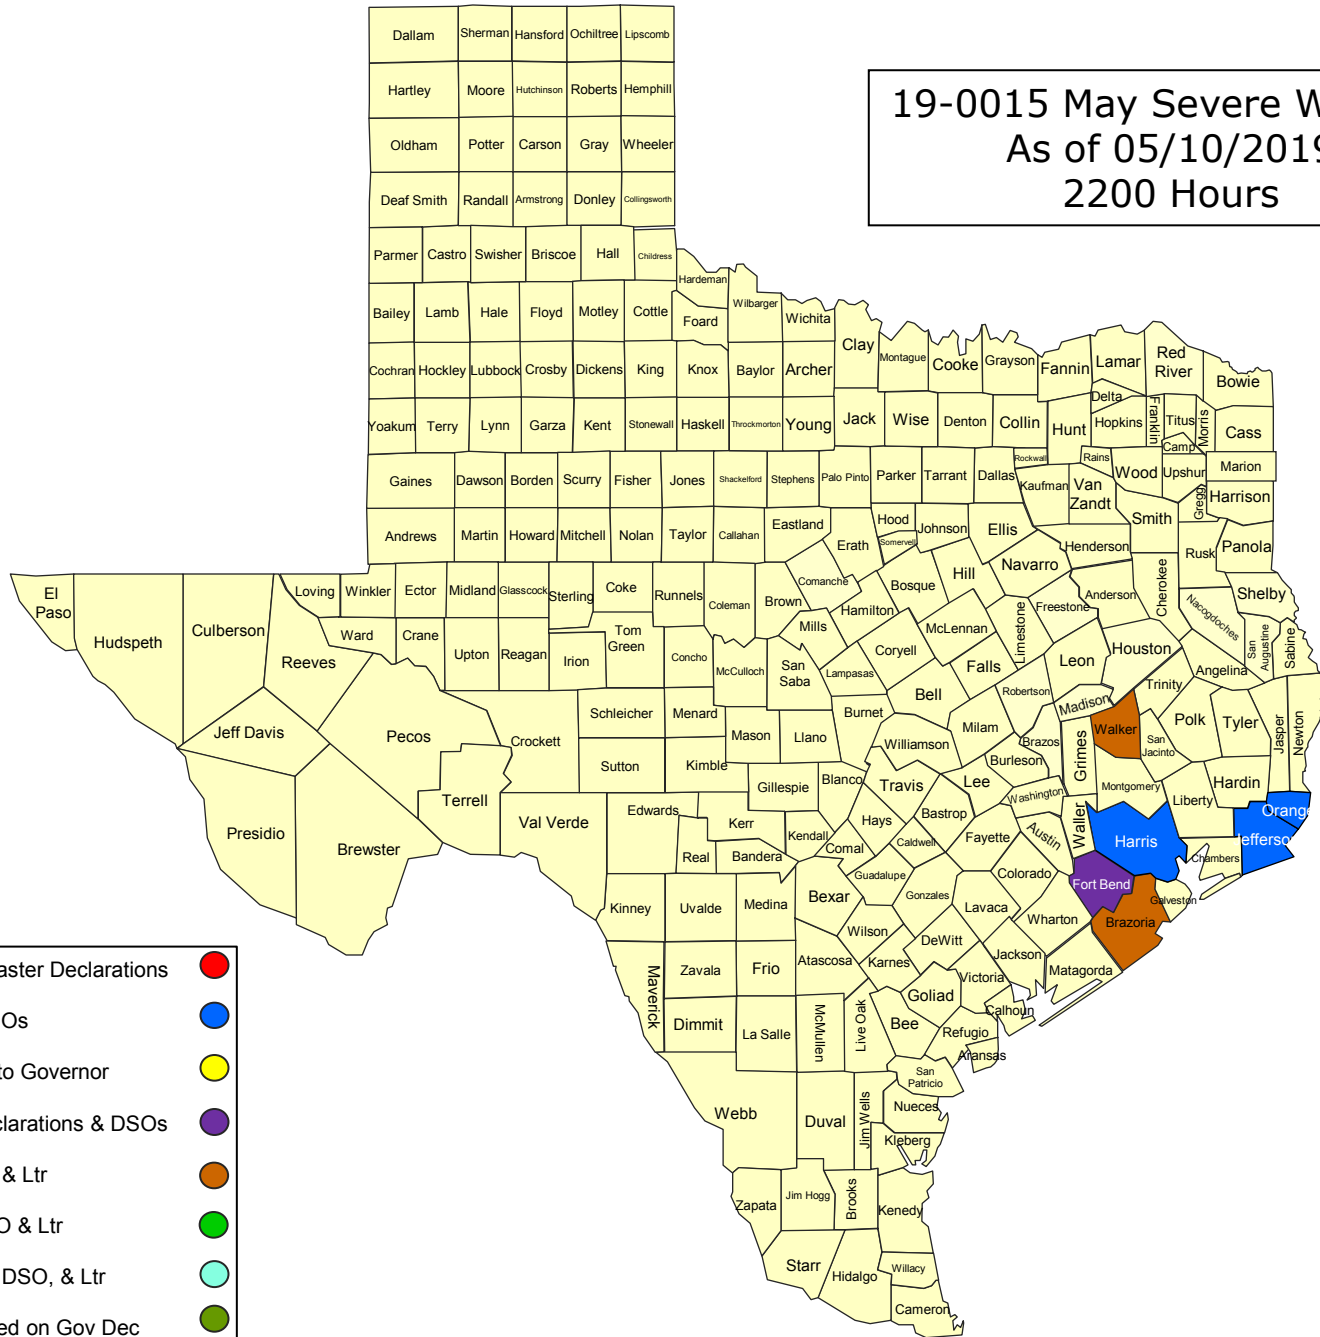 Dallam Sherman Hansford Ochiltree Lipscomb
Hartley Moore Hutchinson Roberts Hemphill
19-0015 May Severe W
As of 05/10/2019
2200 Hours
Oldham Potter Carson Gray Wheeler
Deaf Smith Randall Armstrong Donley Collingsworth
Parmer Castro Swisher Briscoe Hall Childress
Hardeman
Bailey Lamb Hale Floyd Motley Cottle Foard Wilbarger Wichita
Clay Montague Cooke Grayson Fannin Lamar Red
River Bowie
Cochran Hockley Lubbock Crosby Dickens King Knox Baylor Archer
Delta
Yoakum Terry Lynn Garza Kent Stonewall Haskell Throckmorton Young Jack Wise Denton Collin Hunt Hopkins Franklin Titus Morris Cass
Camp
Gaines Dawson Borden Scurry Fisher Jones Shackelford Stephens Palo Pinto Parker Tarrant Dallas Rockwall Kaufman Rains Van
Zandt Wood Upshur Marion
Gregg Harrison
Andrews Martin Howard Mitchell Nolan Taylor Callahan Eastland Erath Hood Somervell Johnson Ellis Henderson Smith Rusk Panola
El
Paso Hudspeth Culberson Loving Winkler Ector Midland Glasscock Sterling Coke Runnels Coleman Brown Comanche Hamilton Bosque Hill Navarro Freestone Anderson Cherokee Nacogdoches Shelby
Reeves Ward Crane Upton Reagan Irion Tom
Green Concho McCulloch San
Saba Mills Lampasas Coryell McLennan Limestone Falls Leon Houston Angelina San
Augustine Sabine
Jeff Davis Pecos Crockett Schleicher Menard Mason Llano Burnet Bell Milam Robertson Madison Trinity Walker San
Jacinto Polk Tyler Jasper Newton
Sutton Kimble Gillespie Blanco Williamson Travis Lee Burleson Brazos Grimes Washington Montgomery Liberty Hardin Orange
Presidio Brewster Terrell Val Verde Edwards Real Kerr Bandera Kendall Comal Hays Caldwell Bastrop Fayette Austin Waller Harris Chambers Jefferso
Kinney Uvalde Medina Bexar Guadalupe Gonzales Lavaca Colorado Wharton Fort Bend Brazoria Galveston
Maverick Zavala Frio Atascosa Wilson Karnes DeWitt Jackson Matagorda
Dimmit La Salle McMullen Live Oak Bee Goliad Victoria Calhoun Refugio Aransas
Webb Duval Jim Wells San
Patricio Nueces Kleberg
Zapata Jim Hogg Brooks Kenedy
Starr Hidalgo Willacy
Cameron
aster Declarations
Os
to Governor
clarations & DSOs
& Ltr
O & Ltr
DSO, & Ltr
ed on Gov Dec